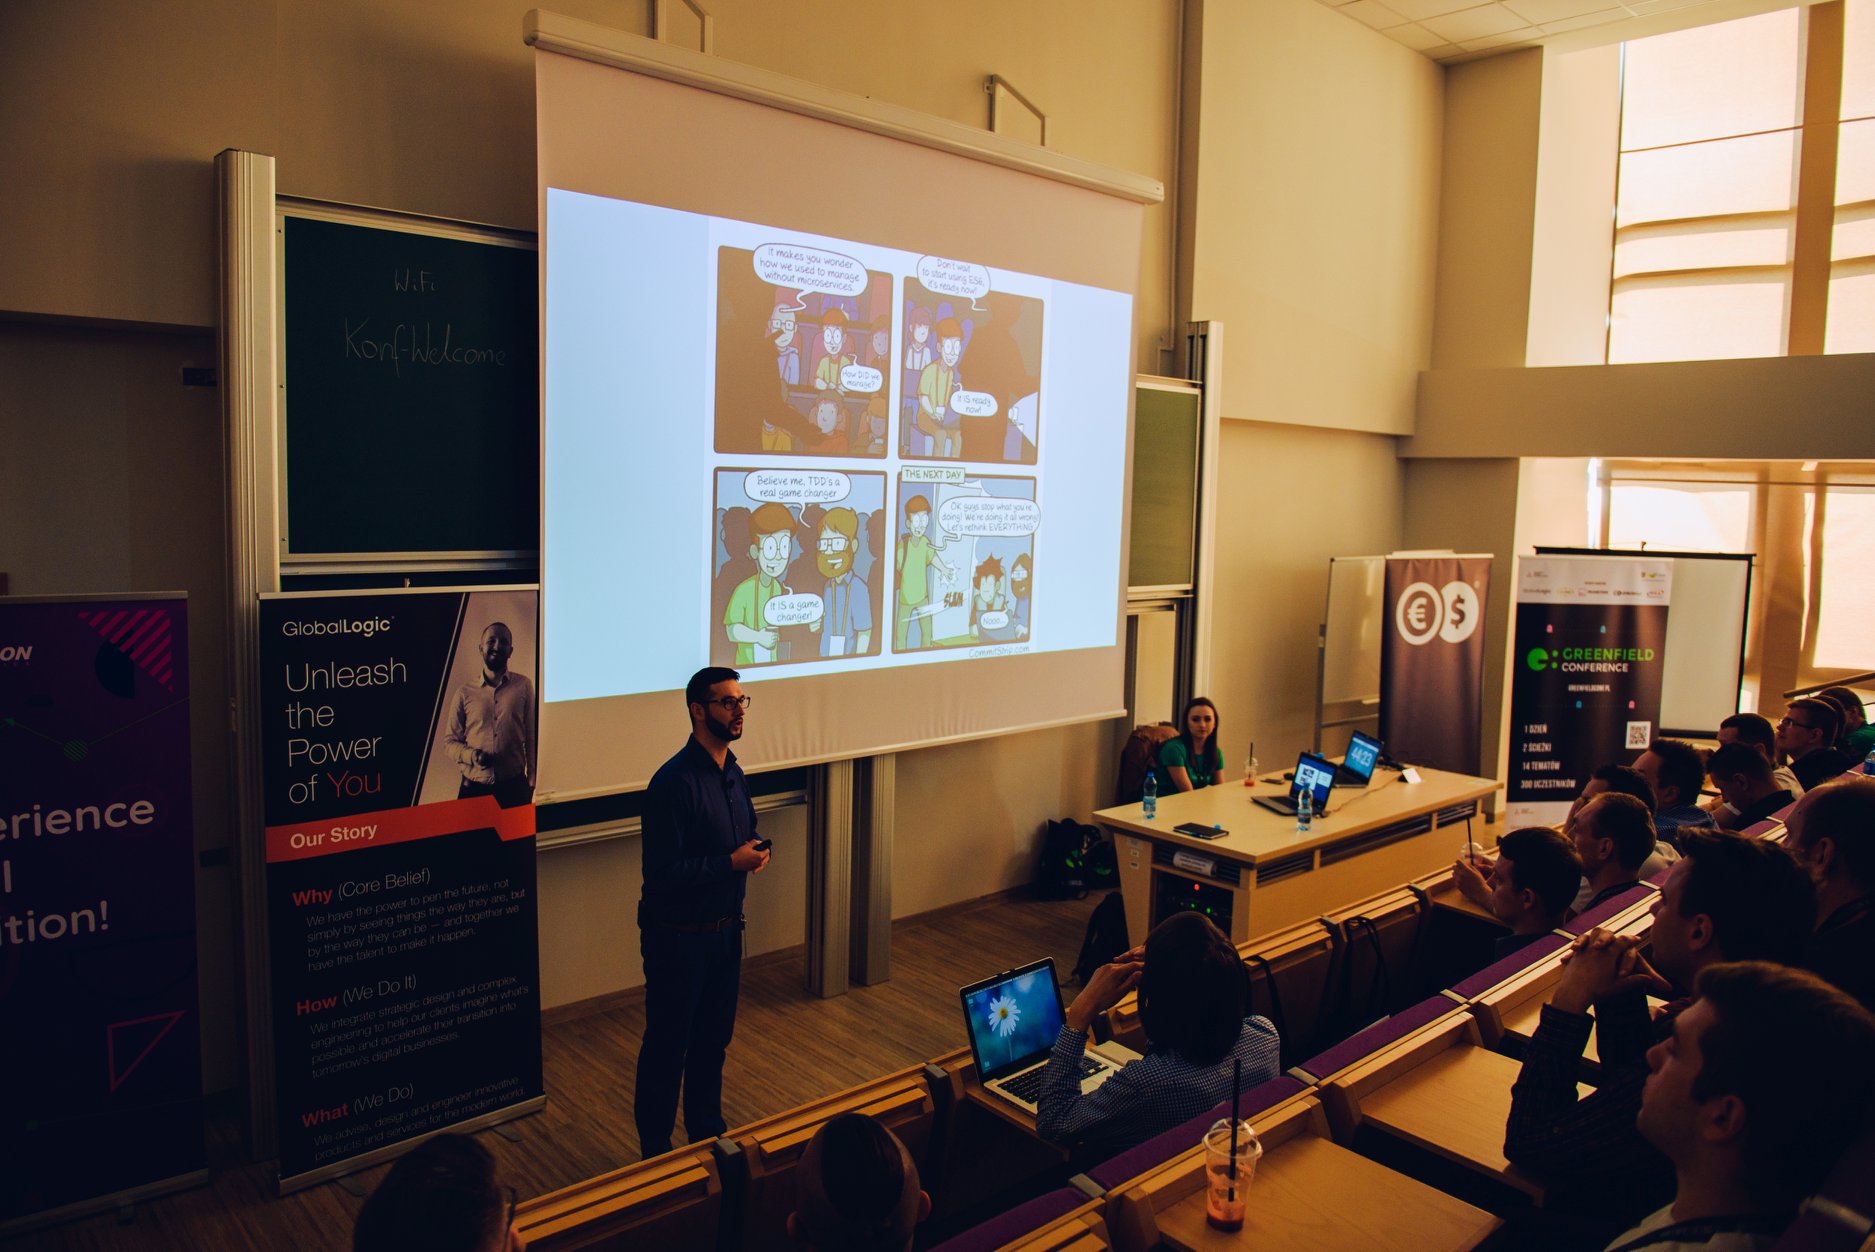 WiFi
Konf-Welcome
It makes you wonder
how we used to manage
without microservices.
How DID we
manage?
Don't wait
to start using ES6,
it's ready now!
It IS ready
now!
Believe me, TDD's a
real game changer
It IS a game
changer!
THE NEXT DAY
OK guys stop what you're
doing! We're doing it all wrong!
Let's rethink EVERYTHING
SLAM
Nooo...
CommitStrip.com
ON
erience
l
ition!
GlobalLogic
Unleash
the
Power
of You
Our Story
Why (Core Belief)
We have the power to pen the future, not
simply by seeing things the way they are, but
by the way they can be — and together we
have the talent to make it happen.
How (We Do It)
We integrate strategic design and complex
engineering to help our clients imagine what's
possible and accelerate their transition into
tomorrow's digital businesses.
What (We Do)
We advise, design and engineer innovative
products and services for the modern world.
44:23
€ $
GREENFIELD
CONFERENCE
GREENFIELDCONF.PL
1 DZIEŃ
2 ŚCIEŻKI
14 TEMATÓW
300 UCZESTNIKÓW